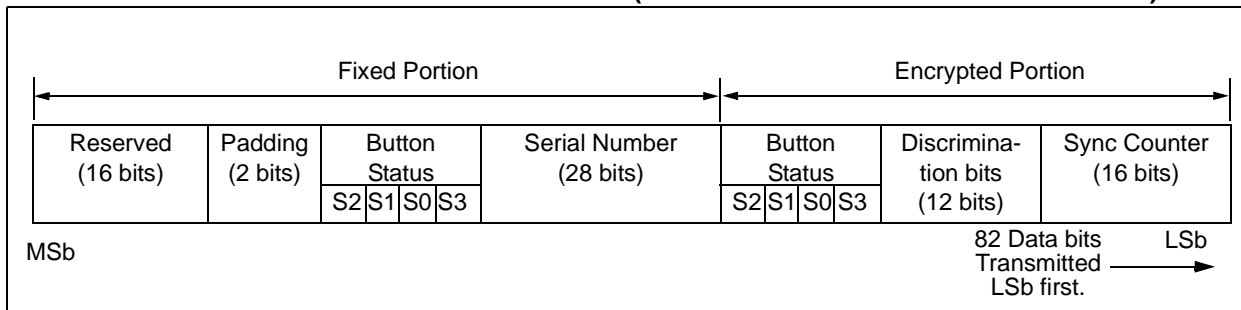 Fixed Portion
Encrypted Portion
Reserved
(16 bits)
Padding
(2 bits)
Button
Status
S2 S1 S0 S3
Serial Number
(28 bits)
Button
Status
S2 S1 S0 S3
Discrimina-
tion bits
(12 bits)
Sync Counter
(16 bits)
MSb
82 Data bits
Transmitted
LSb first.
LSb